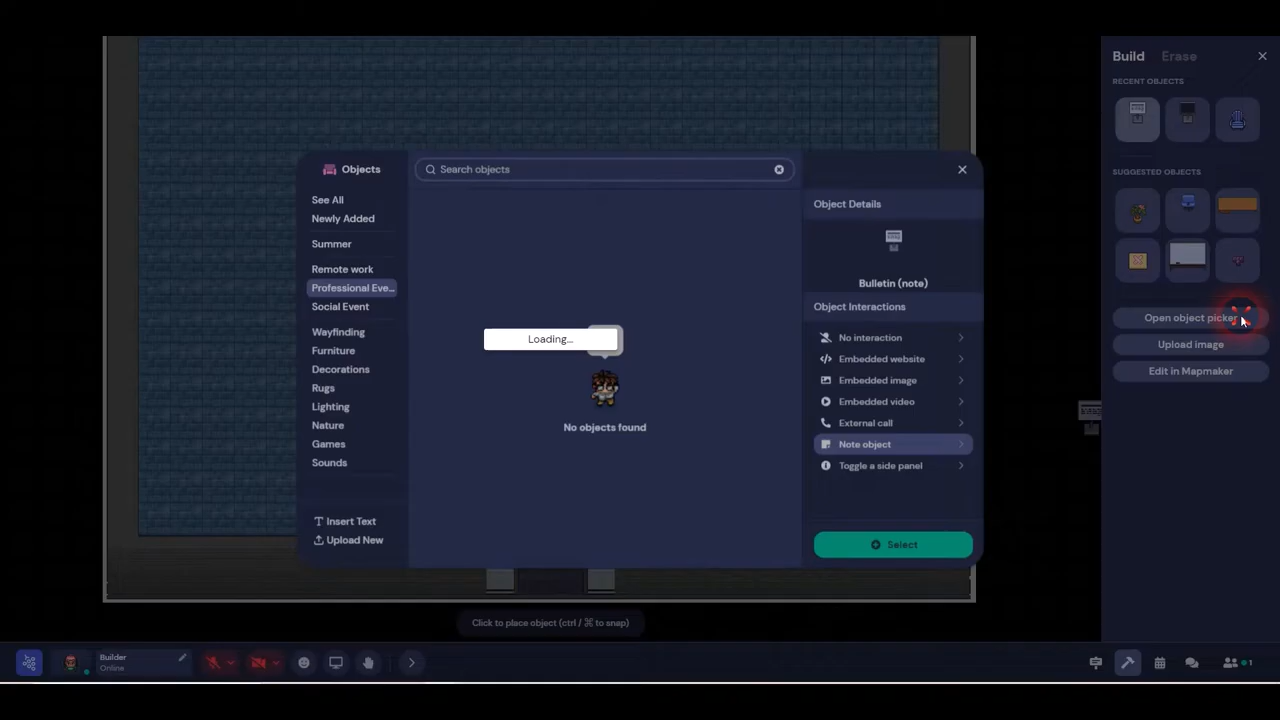 Build Erase
RECENT OBJECTS
SUGGESTED OBJECTS
Open object picker
Upload image
Edit in Mapmaker
Objects
See All
Newly Added
Summer
Remote work
Professional Eve...
Social Event
Wayfinding
Furniture
Decorations
Rugs
Lighting
Nature
Games
Sounds
Insert Text
Upload New
Search objects
Loading...
No objects found
Object Details
Bulletin (note)
Object Interactions
No interaction
Embedded website
Embedded image
Embedded video
External call
Note object
Toggle a side panel
Select
Click to place object (ctrl / ⌘ to snap)
Builder
Online
1